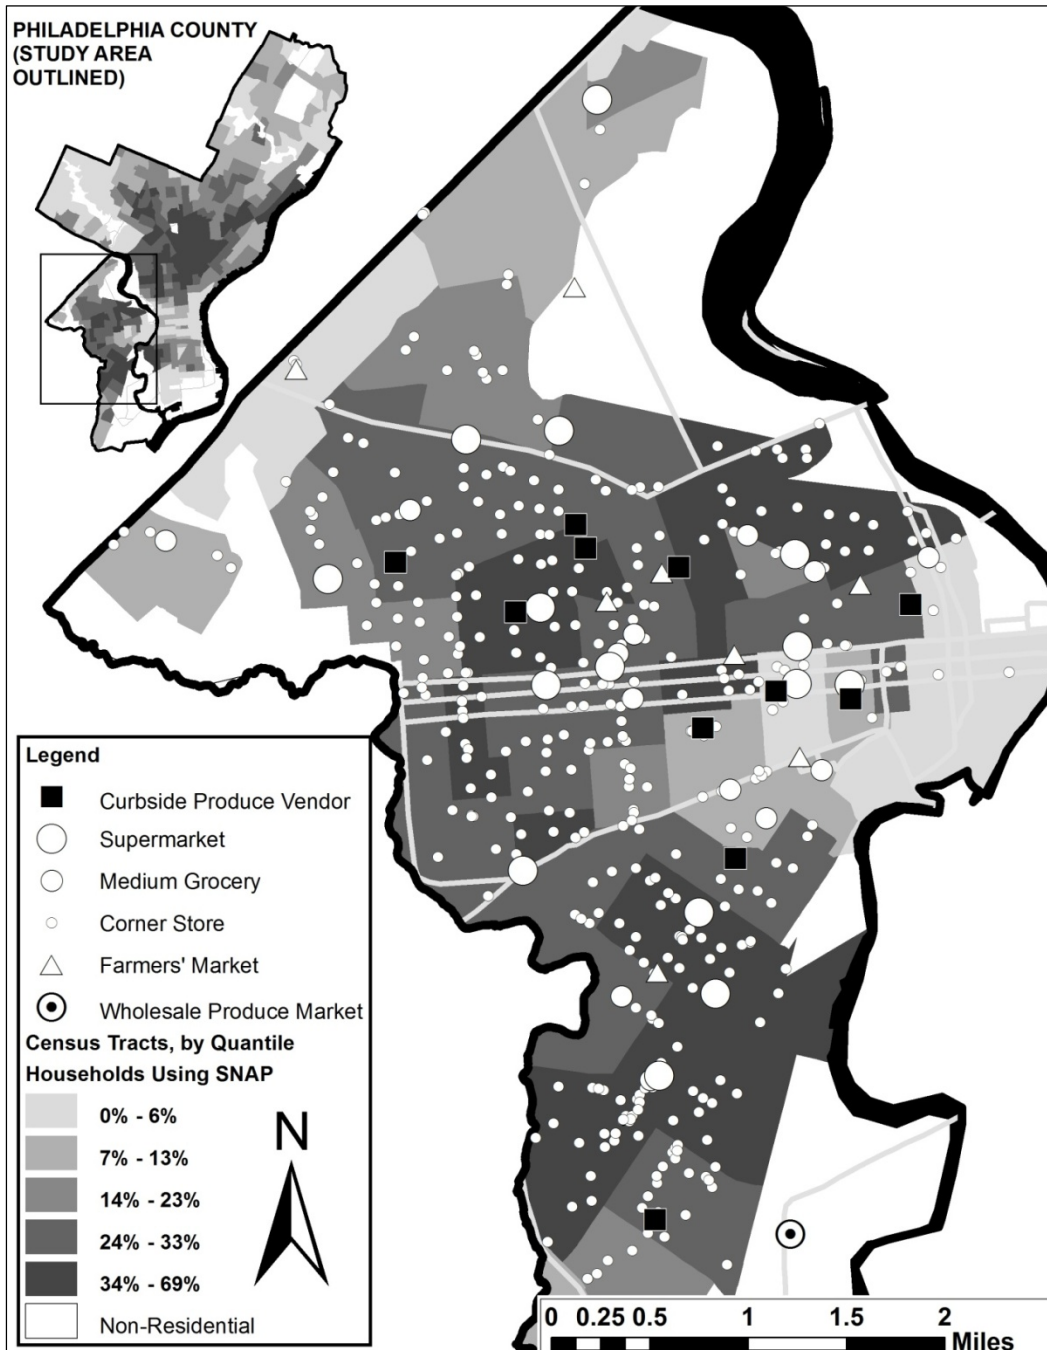 PHILADELPHIA COUNTY
(STUDY AREA
OUTLINED)
Legend
Curbside Produce Vendor
Supermarket
Medium Grocery
Corner Store
Farmers' Market
Wholesale Produce Market
Census Tracts, by Quantile
Households Using SNAP
0% - 6%
7% - 13%
14% - 23%
24% - 33%
34% - 69%
Non-Residential
N
0 0.25 0.5 1 1.5 2
Miles